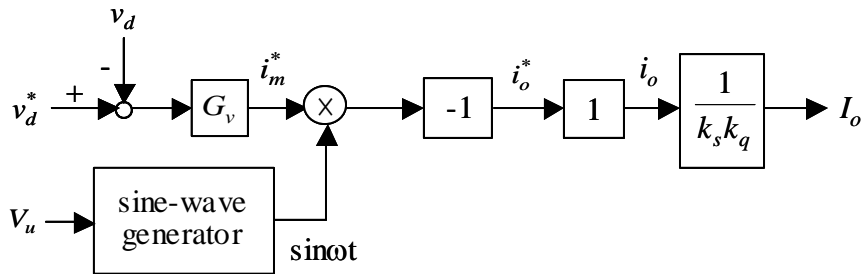 v_d
-
+
v_d^*
G_v
i_m^*
×
-1
i_o^*
1
i_o
1
k_s k_q
I_o
V_u
sine-wave
generator
sinωt